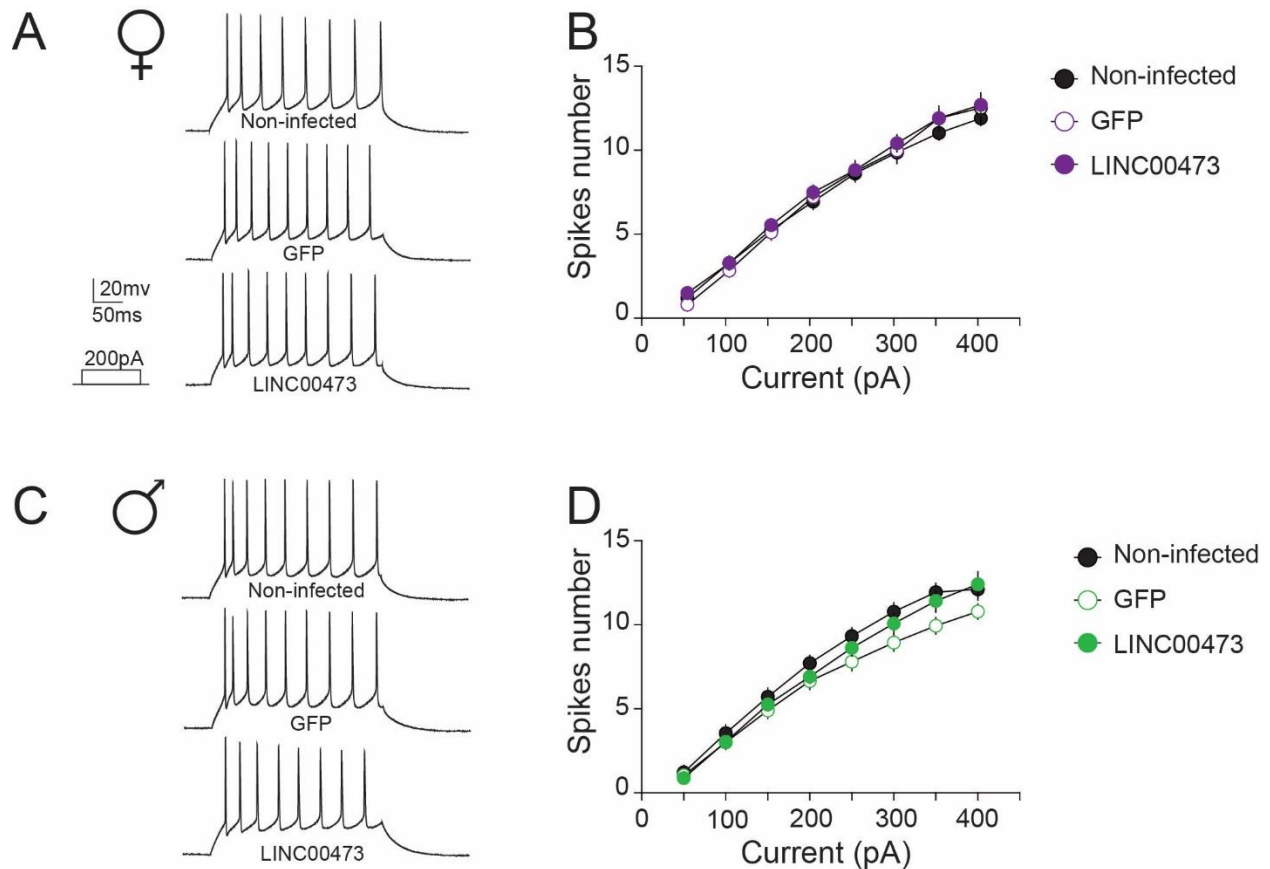 A
♀
Non-infected
GFP
20mv
50ms
200pA
LINC00473
B
15
10
5
0
Spikes number
0 100 200 300 400
Current (pA)
Non-infected
GFP
LINC00473
C
♂
Non-infected
GFP
LINC00473
D
15
10
5
0
Spikes number
0 100 200 300 400
Current (pA)
Non-infected
GFP
LINC00473